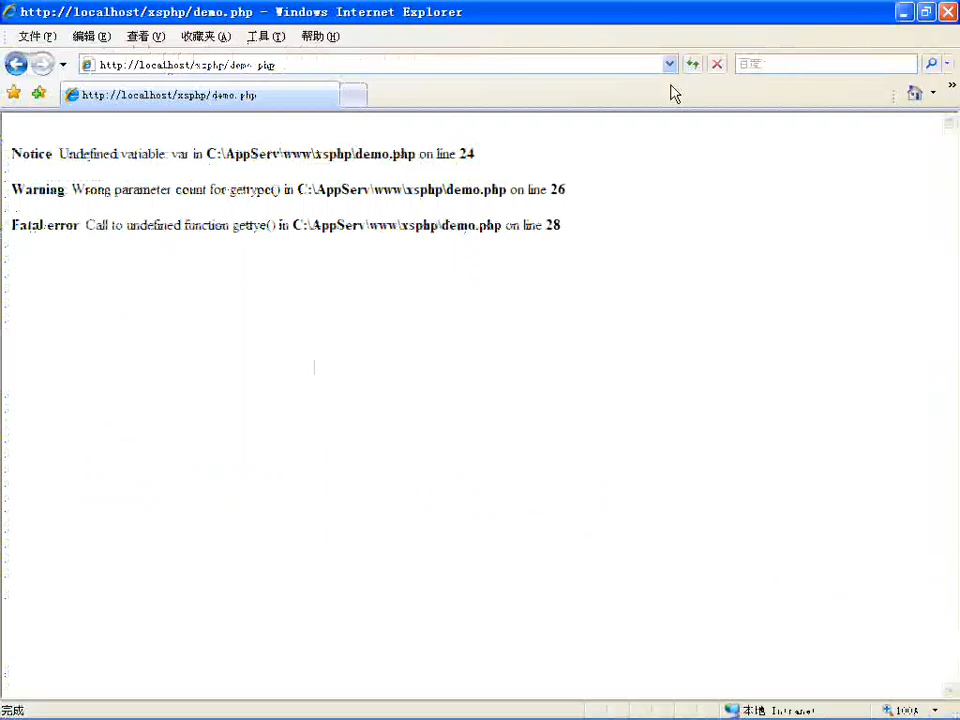 http://localhost/xsphp/demo.php - Windows Internet Explorer
文件(F) 编辑(E) 查看(V) 收藏夹(A) 工具(T) 帮助(H)
http://localhost/xsphp/demo.php 百度
http://localhost/xsphp/demo.php
Notice: Undefined variable: var in C:\AppServ\www\xsphp\demo.php on line 24
Warning: Wrong parameter count for gettype() in C:\AppServ\www\xsphp\demo.php on line 26
Fatal error: Call to undefined function gettye() in C:\AppServ\www\xsphp\demo.php on line 28
完成 本地 Intranet 100%